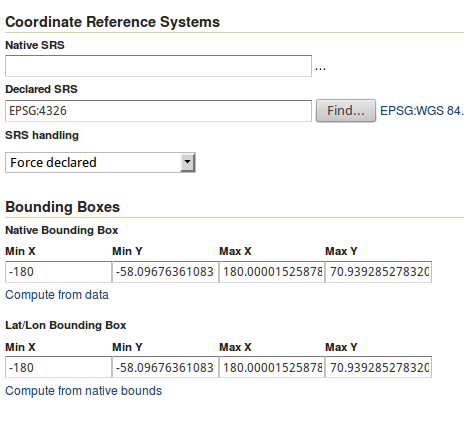 Coordinate Reference Systems
Native SRS
...
Declared SRS
EPSG:4326 Find... EPSG:WGS 84.
SRS handling
Force declared
Bounding Boxes
Native Bounding Box
Min X Min Y Max X Max Y
-180 -58.09676361083 180.00001525878 70.939285278320
Compute from data
Lat/Lon Bounding Box
Min X Min Y Max X Max Y
-180 -58.09676361083 180.00001525878 70.939285278320
Compute from native bounds